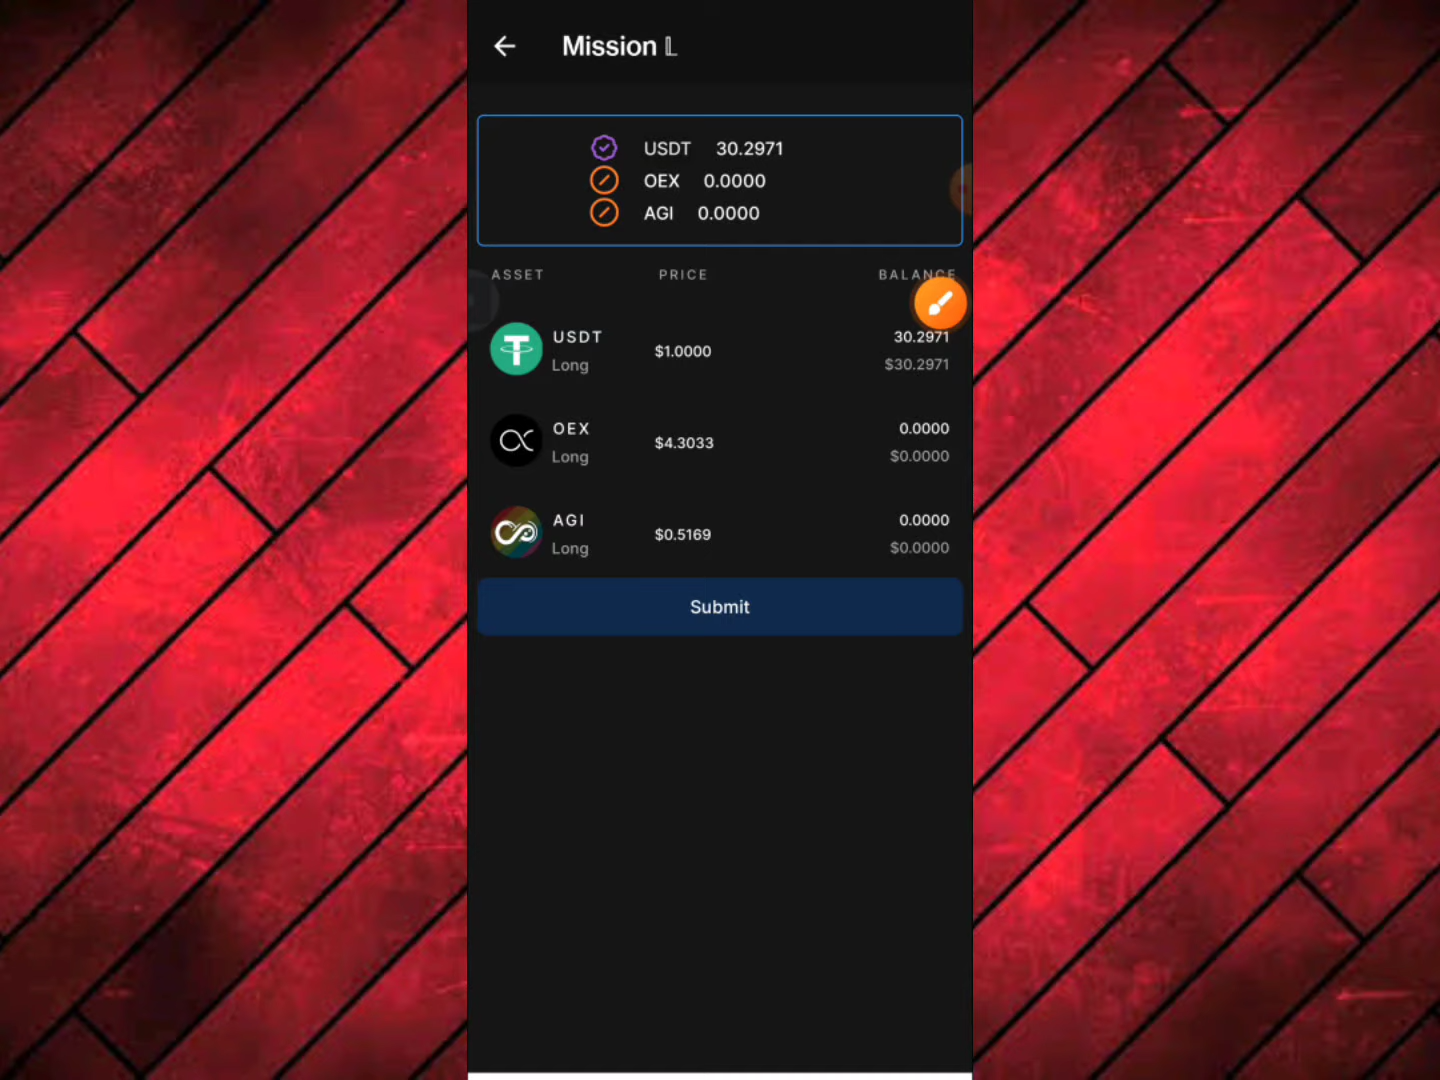 Mission 𝕃
USDT 30.2971
OEX 0.0000
AGI 0.0000
ASSET PRICE BALANCE
USDT
Long
$1.0000
30.2971
$30.2971
OEX
Long
$4.3033
0.0000
$0.0000
AGI
Long
$0.5169
0.0000
$0.0000
Submit